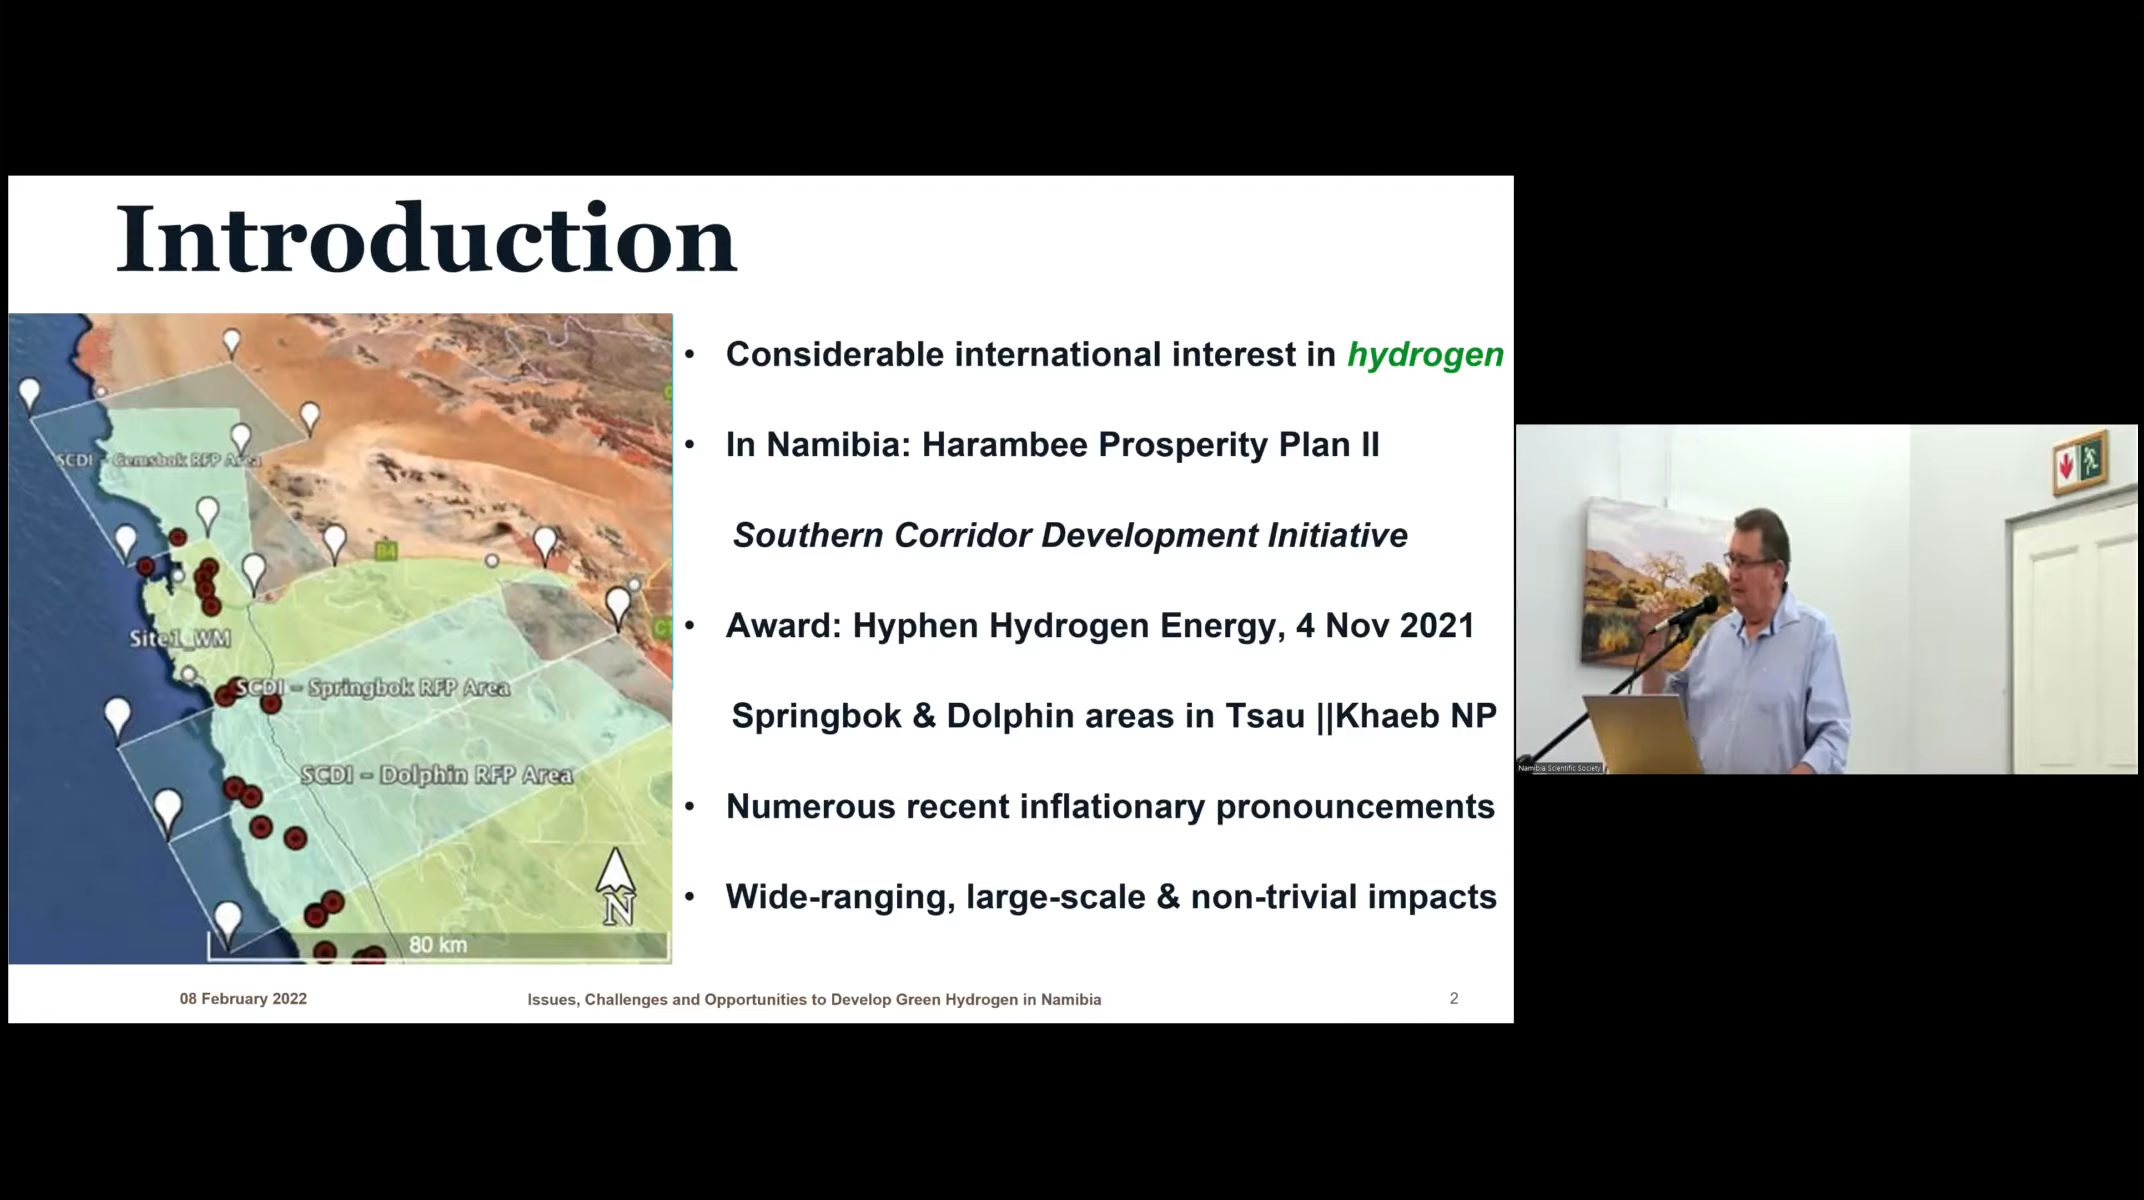 Introduction
• Considerable international interest in hydrogen
• In Namibia: Harambee Prosperity Plan II
Southern Corridor Development Initiative
• Award: Hyphen Hydrogen Energy, 4 Nov 2021
Springbok & Dolphin areas in Tsau ||Khaeb NP
• Numerous recent inflationary pronouncements
• Wide-ranging, large-scale & non-trivial impacts
SCDI - Gemsbok RFP Area
B4
Site1_WM
SCDI - Springbok RFP Area
SCDI - Dolphin RFP Area
N
80 km
08 February 2022
Issues, Challenges and Opportunities to Develop Green Hydrogen in Namibia
2
Namibia Scientific Society